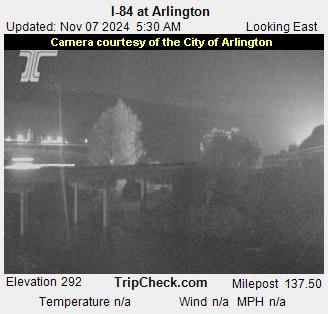 I-84 at Arlington
Updated: Nov 07 2024 5:30 AM Looking East
Camera courtesy of the City of Arlington
Elevation 292 TripCheck.com Milepost 137.50
Temperature n/a Wind n/a MPH n/a